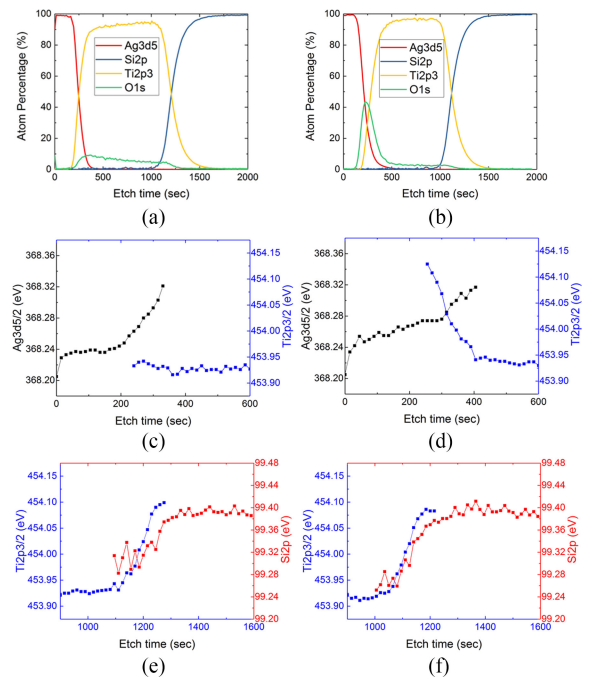 100
80
60
40
20
0
Atom Percentage (%)
Ag3d5
Si2p
Ti2p3
O1s
0 500 1000 1500 2000
Etch time (sec)
(a)
100
80
60
40
20
0
Atom Percentage (%)
Ag3d5
Si2p
Ti2p3
O1s
0 500 1000 1500 2000
Etch time (sec)
(b)
368.36
368.32
368.28
368.24
368.20
Ag3d5/2 (eV)
454.15
454.10
454.05
454.00
453.95
453.90
Ti2p3/2 (eV)
0 200 400 600
Etch time (sec)
(c)
368.36
368.32
368.28
368.24
368.20
Ag3d5/2 (eV)
454.15
454.10
454.05
454.00
453.95
453.90
Ti2p3/2 (eV)
0 200 400 600
Etch time (sec)
(d)
454.15
454.10
454.05
454.00
453.95
453.90
Ti2p3/2 (eV)
99.48
99.44
99.40
99.36
99.32
99.28
99.24
99.20
Si2p (eV)
1000 1200 1400 1600
Etch time (sec)
(e)
454.15
454.10
454.05
454.00
453.95
453.90
Ti2p3/2 (eV)
99.48
99.44
99.40
99.36
99.32
99.28
99.24
99.20
Si2p (eV)
1000 1200 1400 1600
Etch time (sec)
(f)